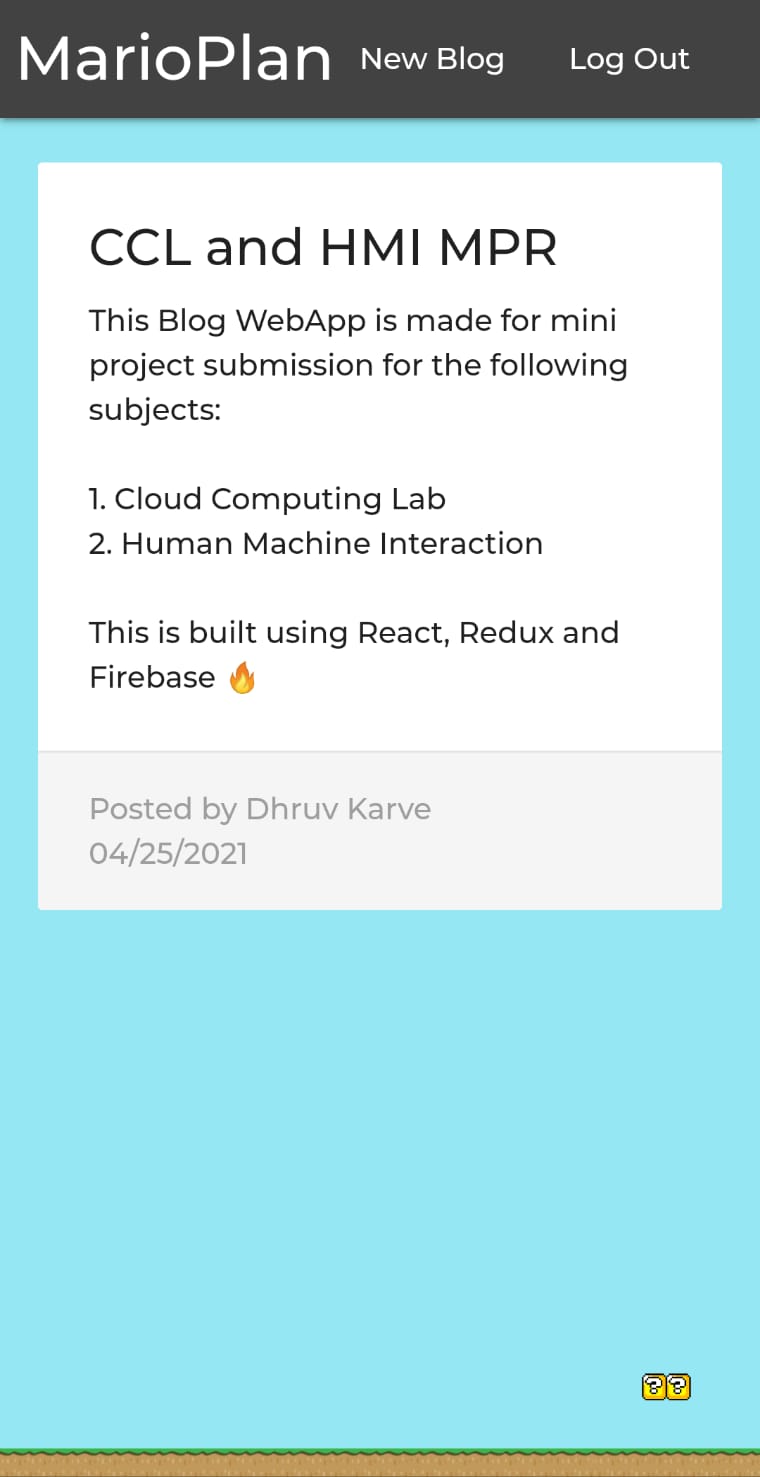 MarioPlan New Blog Log Out
CCL and HMI MPR
This Blog WebApp is made for mini
project submission for the following
subjects:
1. Cloud Computing Lab
2. Human Machine Interaction
This is built using React, Redux and
Firebase 🔥
Posted by Dhruv Karve
04/25/2021
? ?